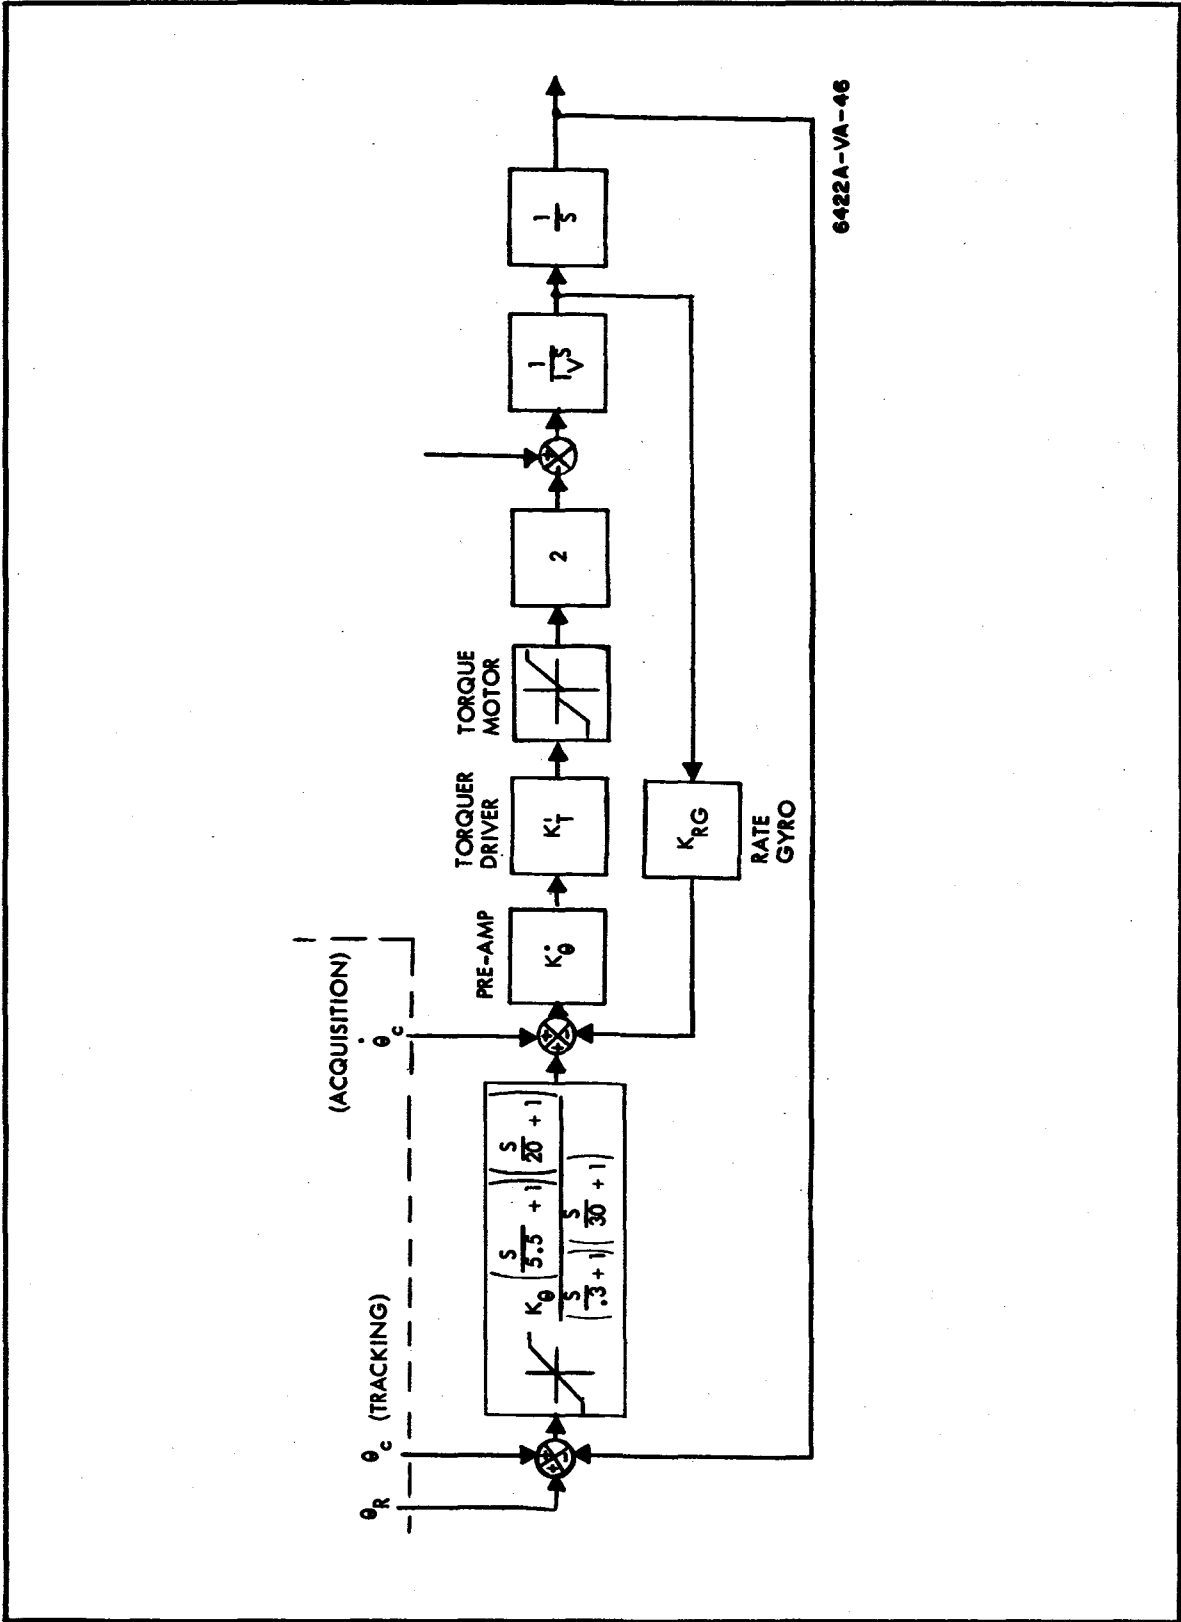 (ACQUISITION)
(TRACKING)
θR
θc
θ̇c
+
+
-
Kθ (S/5.5 + 1)(S/20 + 1)
(S/.3 + 1)(S/30 + 1)
+
+
-
PRE-AMP
Kθ̇
TORQUER
DRIVER
K'T
TORQUE
MOTOR
2
+
-
1
IVS
1
S
KRG
RATE
GYRO
6422A-VA-46